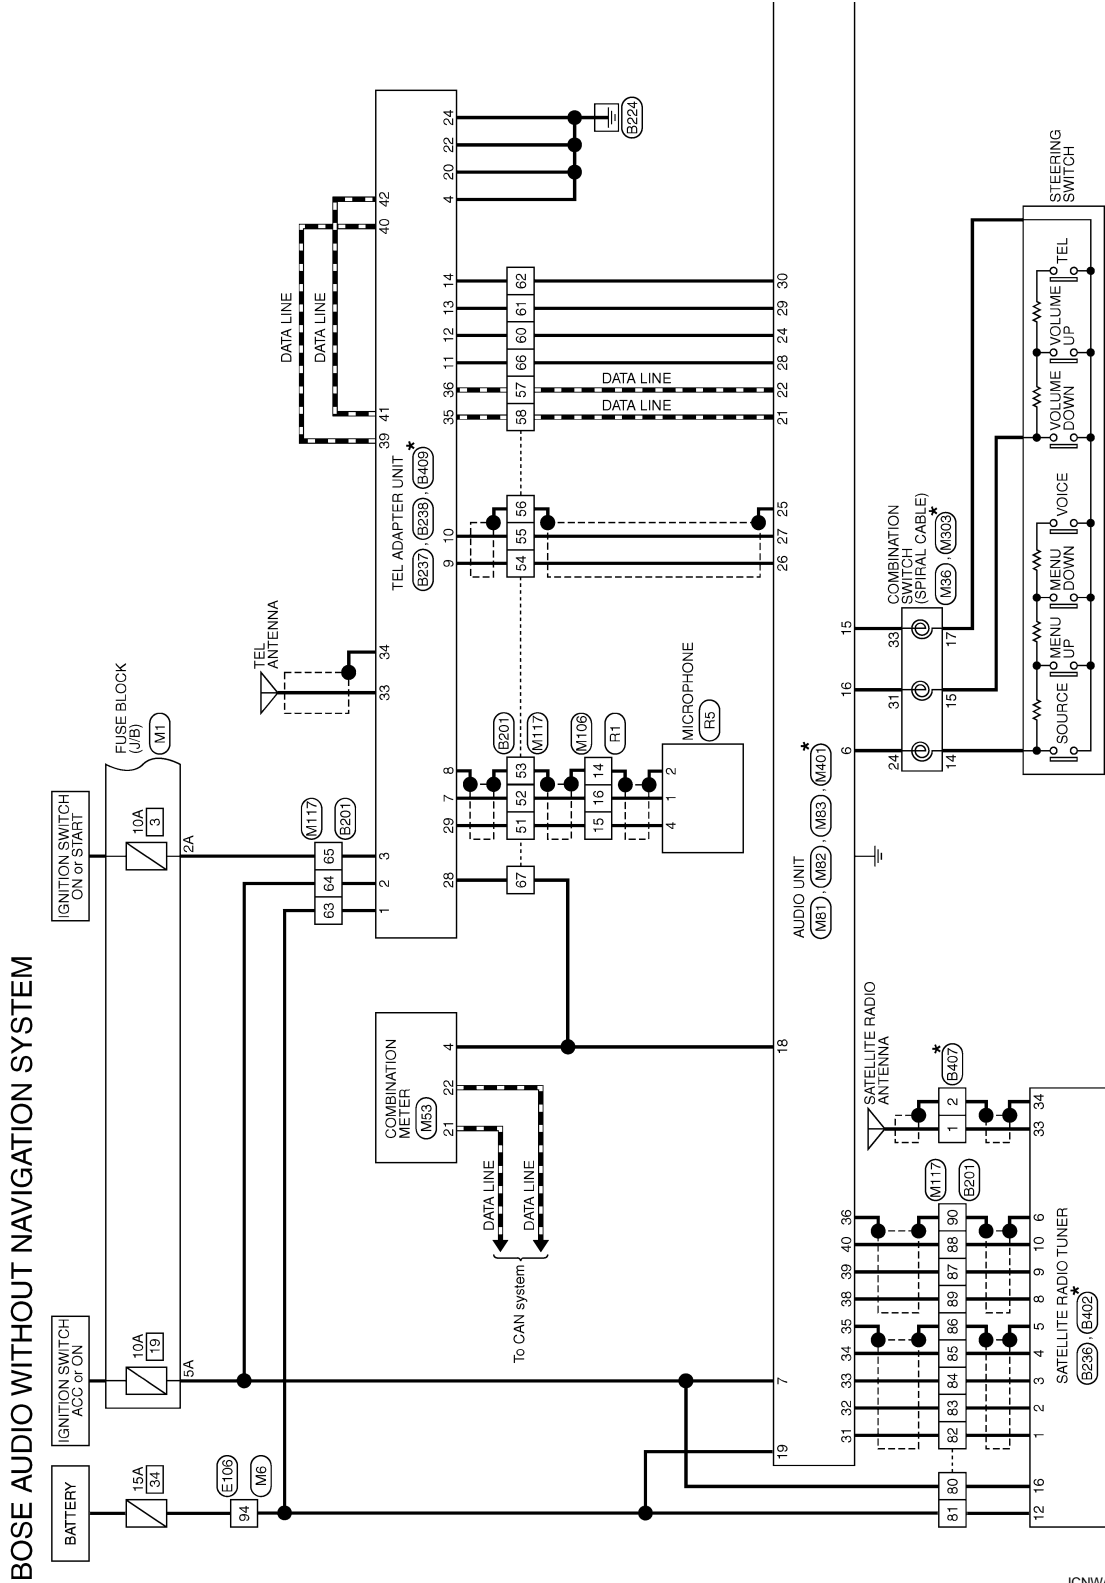 BOSE AUDIO WITHOUT NAVIGATION SYSTEM
BATTERY
IGNITION SWITCH
ACC or ON
IGNITION SWITCH
ON or START
15A
34
10A
19
10A
3
FUSE BLOCK
(J/B)
M1
5A
2A
E106
M6
94
M117
B201
63
64
65
1
2
3
TEL
ANTENNA
33
34
DATA LINE
DATA LINE
39
41
40
42
TEL ADAPTER UNIT
B237 , B238 , B409
*
28
29
7
8
9
10
35
36
11
12
13
14
4
20
22
24
B224
COMBINATION
METER
M53
21
22
4
DATA LINE
DATA LINE
To CAN system
67
51
52
53
B201
M117
54
55
56
58
57
66
60
61
62
15
16
14
M106
R1
DATA LINE
DATA LINE
4
1
2
MICROPHONE
R5
19
7
18
26
27
25
21
22
28
24
29
30
AUDIO UNIT
M81 , M82 , M83 , M401
*
31
32
33
34
35
38
39
40
36
6
16
15
SATELLITE RADIO
ANTENNA
24
31
33
COMBINATION
SWITCH
(SPIRAL CABLE)
M36 , M303
*
14
15
17
81
80
82
83
84
85
86
89
87
88
90
M117
B201
1
2
B407
*
12
16
1
2
3
4
5
8
9
10
6
33
34
SATELLITE RADIO TUNER
B236 , B402
*
SOURCE
MENU
UP
MENU
DOWN
VOICE
VOLUME
DOWN
VOLUME
UP
TEL
STEERING
SWITCH